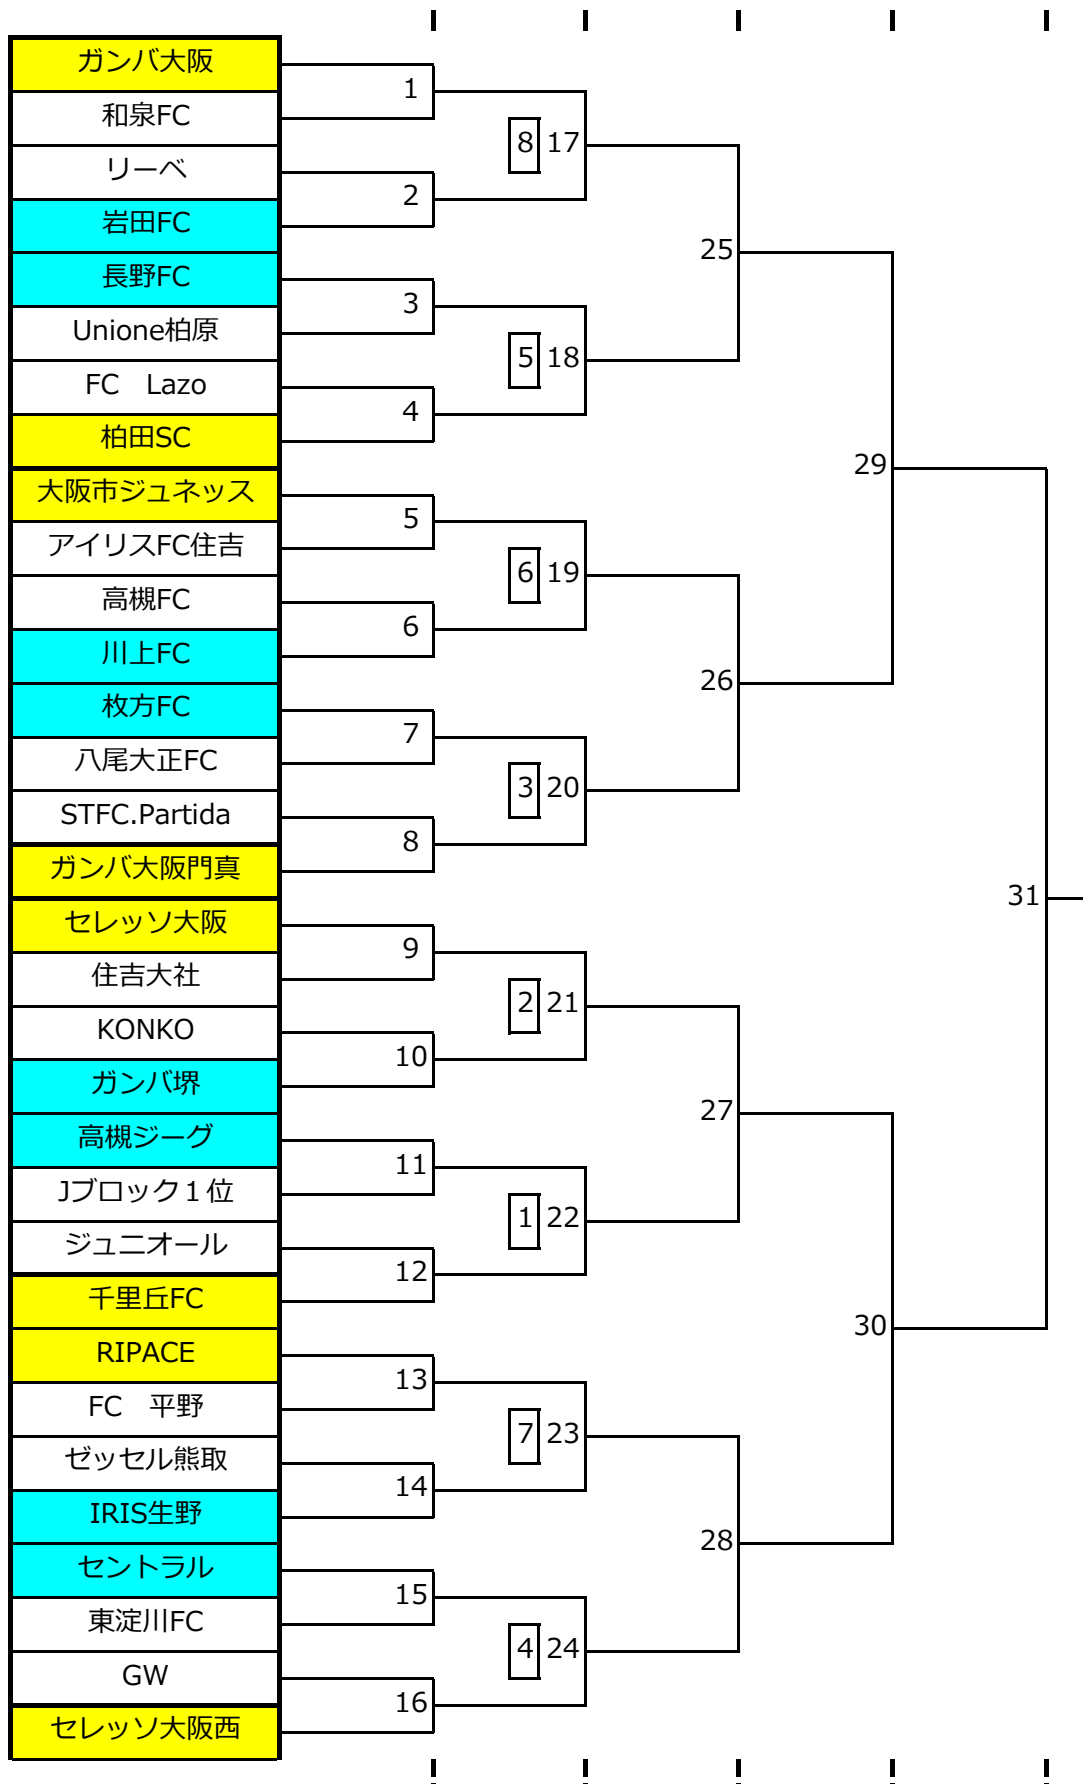 ガンバ大阪
1
和泉FC
8 17
リーベ
2
岩田FC
25
長野FC
3
Unione柏原
5 18
FC　Lazo
4
柏田SC
29
大阪市ジュネッス
5
アイリスFC住吉
6 19
高槻FC
6
川上FC
26
枚方FC
7
八尾大正FC
3 20
STFC.Partida
8
ガンバ大阪門真
31
セレッソ大阪
9
住吉大社
2 21
KONKO
10
ガンバ堺
27
高槻ジーグ
11
Jブロック１位
1 22
ジュニオール
12
千里丘FC
30
RIPACE
13
FC　平野
7 23
ゼッセル熊取
14
IRIS生野
28
セントラル
15
東淀川FC
4 24
GW
16
セレッソ大阪西